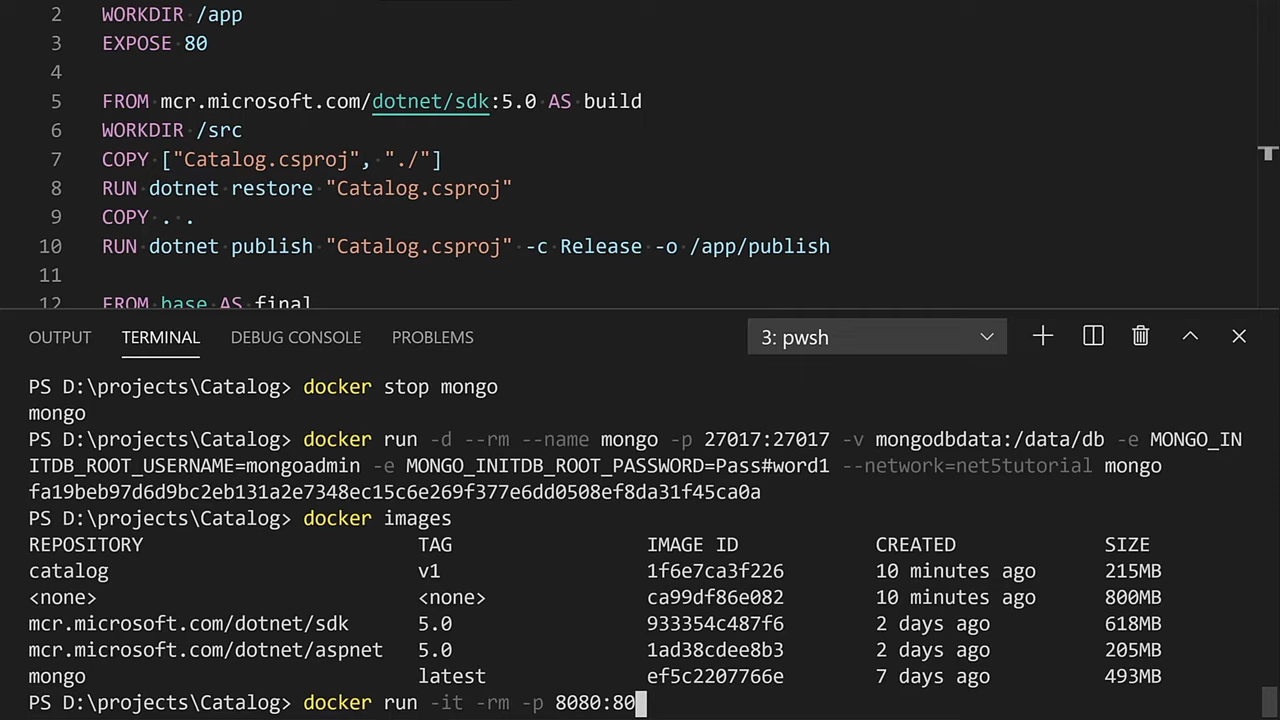 2 WORKDIR /app
3 EXPOSE 80
4
5 FROM mcr.microsoft.com/dotnet/sdk:5.0 AS build
6 WORKDIR /src
7 COPY ["Catalog.csproj", "./"]
8 RUN dotnet restore "Catalog.csproj"
9 COPY . .
10 RUN dotnet publish "Catalog.csproj" -c Release -o /app/publish
11
12 FROM base AS final
OUTPUT TERMINAL DEBUG CONSOLE PROBLEMS 3: pwsh
PS D:\projects\Catalog> docker stop mongo
mongo
PS D:\projects\Catalog> docker run -d --rm --name mongo -p 27017:27017 -v mongodbdata:/data/db -e MONGO_IN
ITDB_ROOT_USERNAME=mongoadmin -e MONGO_INITDB_ROOT_PASSWORD=Pass#word1 --network=net5tutorial mongo
fa19beb97d6d9bc2eb131a2e7348ec15c6e269f377e6dd0508ef8da31f45ca0a
PS D:\projects\Catalog> docker images
REPOSITORY TAG IMAGE ID CREATED SIZE
catalog v1 1f6e7ca3f226 10 minutes ago 215MB
<none> <none> ca99df86e082 10 minutes ago 800MB
mcr.microsoft.com/dotnet/sdk 5.0 933354c487f6 2 days ago 618MB
mcr.microsoft.com/dotnet/aspnet 5.0 1ad38cdee8b3 2 days ago 205MB
mongo latest ef5c2207766e 7 days ago 493MB
PS D:\projects\Catalog> docker run -it -rm -p 8080:80